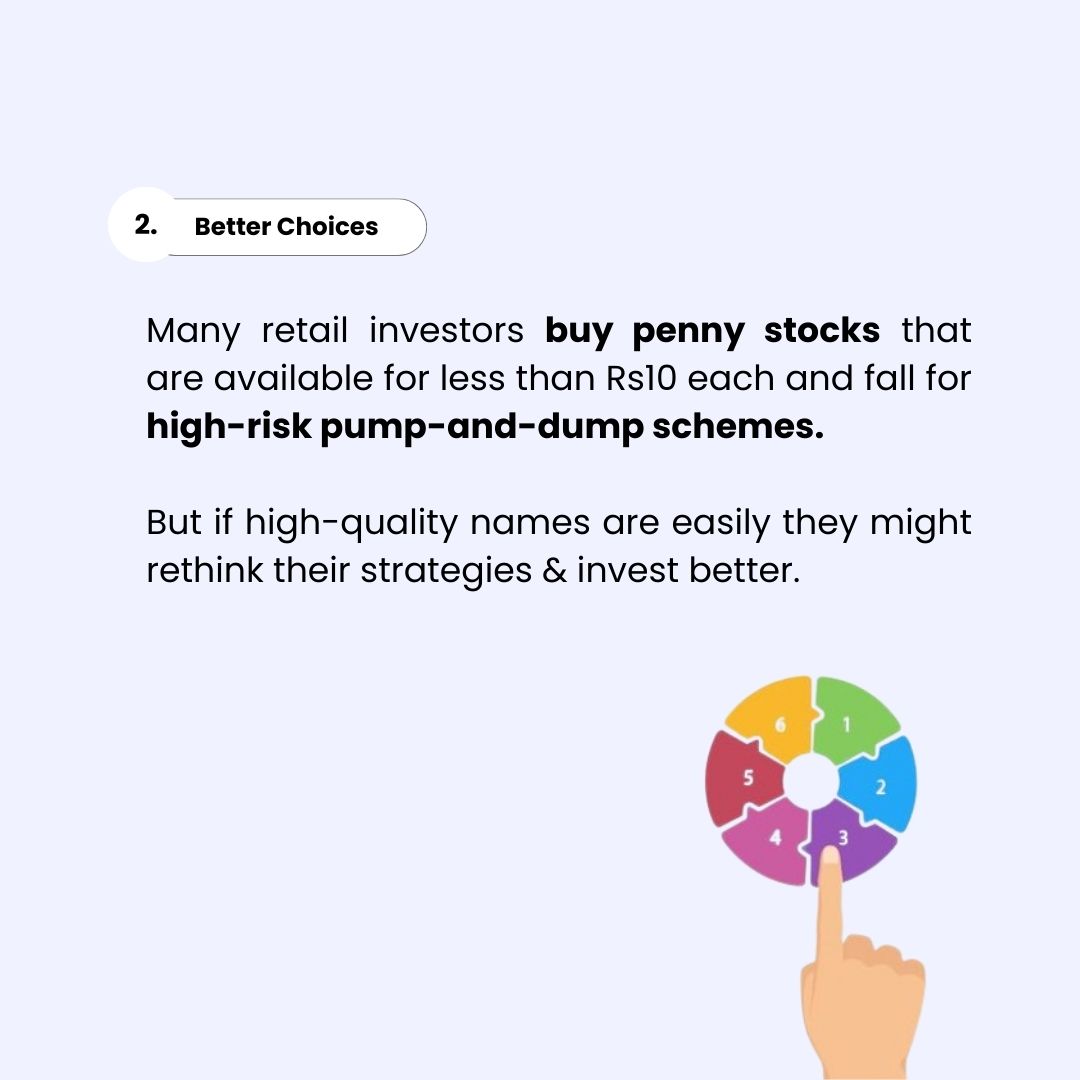 2.
Better Choices
Many retail investors buy penny stocks that
are available for less than Rs10 each and fall for
high-risk pump-and-dump schemes.
But if high-quality names are easily they might
rethink their strategies & invest better.
6 1
5 2
4 3